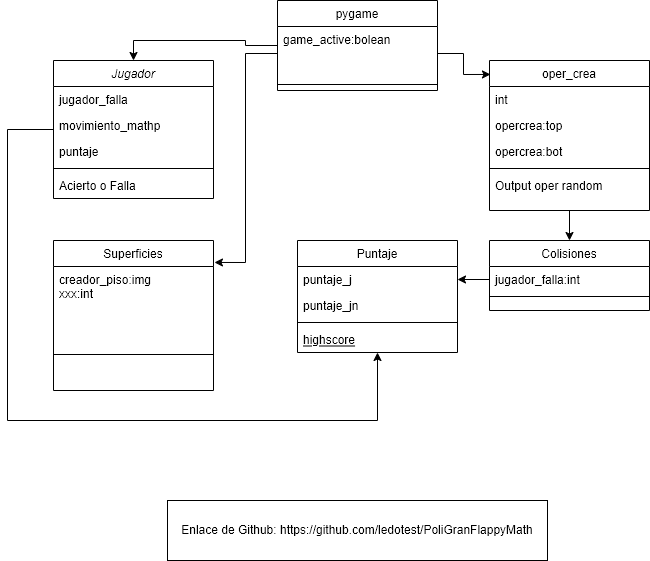 pygame
game_active:bolean
Jugador
jugador_falla
movimiento_mathp
puntaje
Acierto o Falla
oper_crea
int
opercrea:top
opercrea:bot
Output oper random
Superficies
creador_piso:img
xxx:int
Puntaje
puntaje_j
puntaje_jn
highscore
Colisiones
jugador_falla:int
Enlace de Github: https://github.com/ledotest/PoliGranFlappyMath